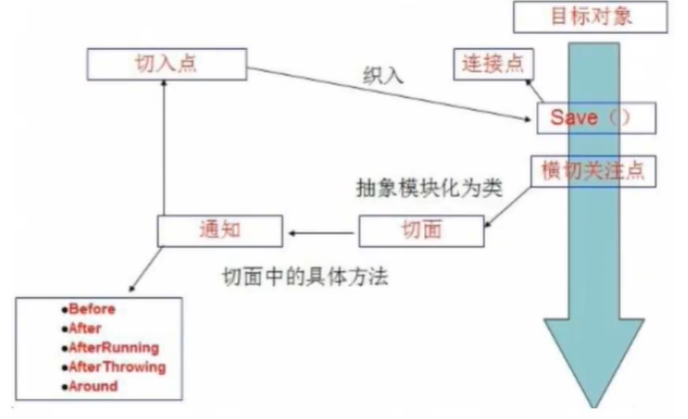 目标对象
切入点
连接点
织入
Save（）
横切关注点
抽象模块化为类
通知
切面
切面中的具体方法
●Before
●After
●AfterRunning
●AfterThrowing
●Around